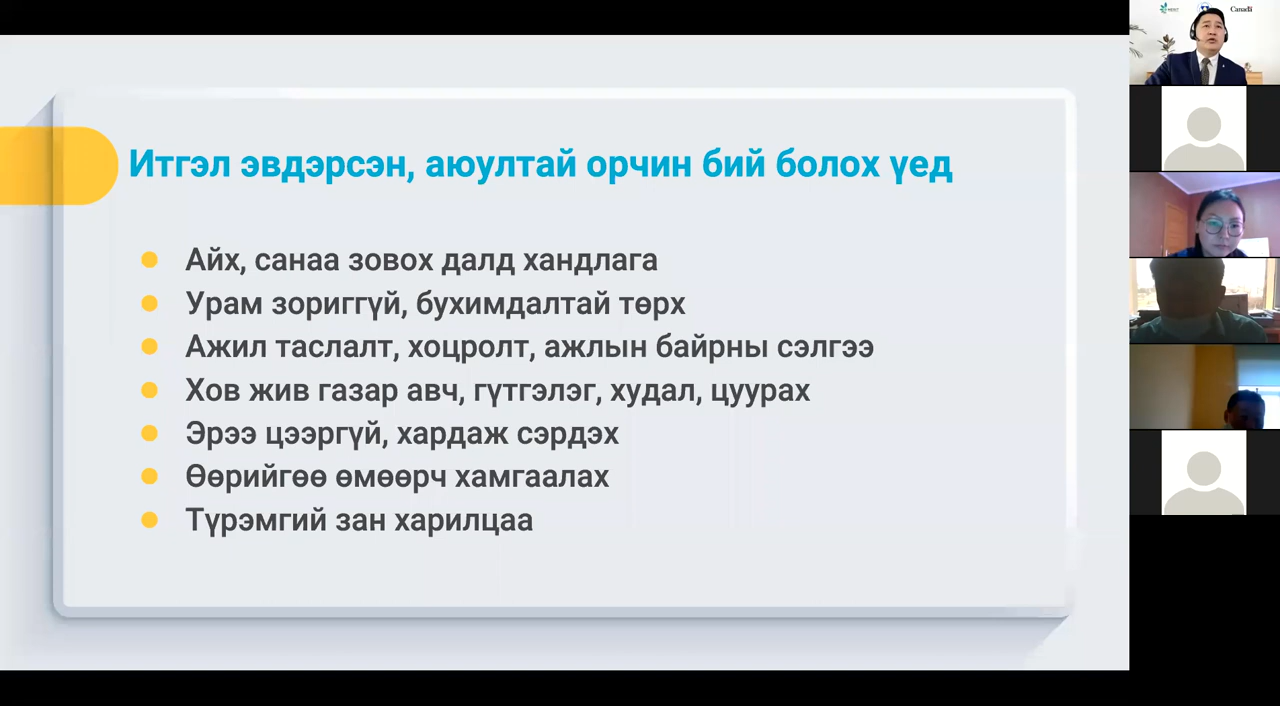 Итгэл эвдэрсэн, аюултай орчин бий болох үед
Айх, санаа зовох далд хандлага
Урам зориггүй, бухимдалтай төрх
Ажил таслалт, хоцролт, ажлын байрны сэлгээ
Хов жив газар авч, гүтгэлэг, худал, цуурах
Эрээ цээргүй, хардаж сэрдэх
Өөрийгөө өмөөрч хамгаалах
Түрэмгий зан харилцаа
MERIT
Canada